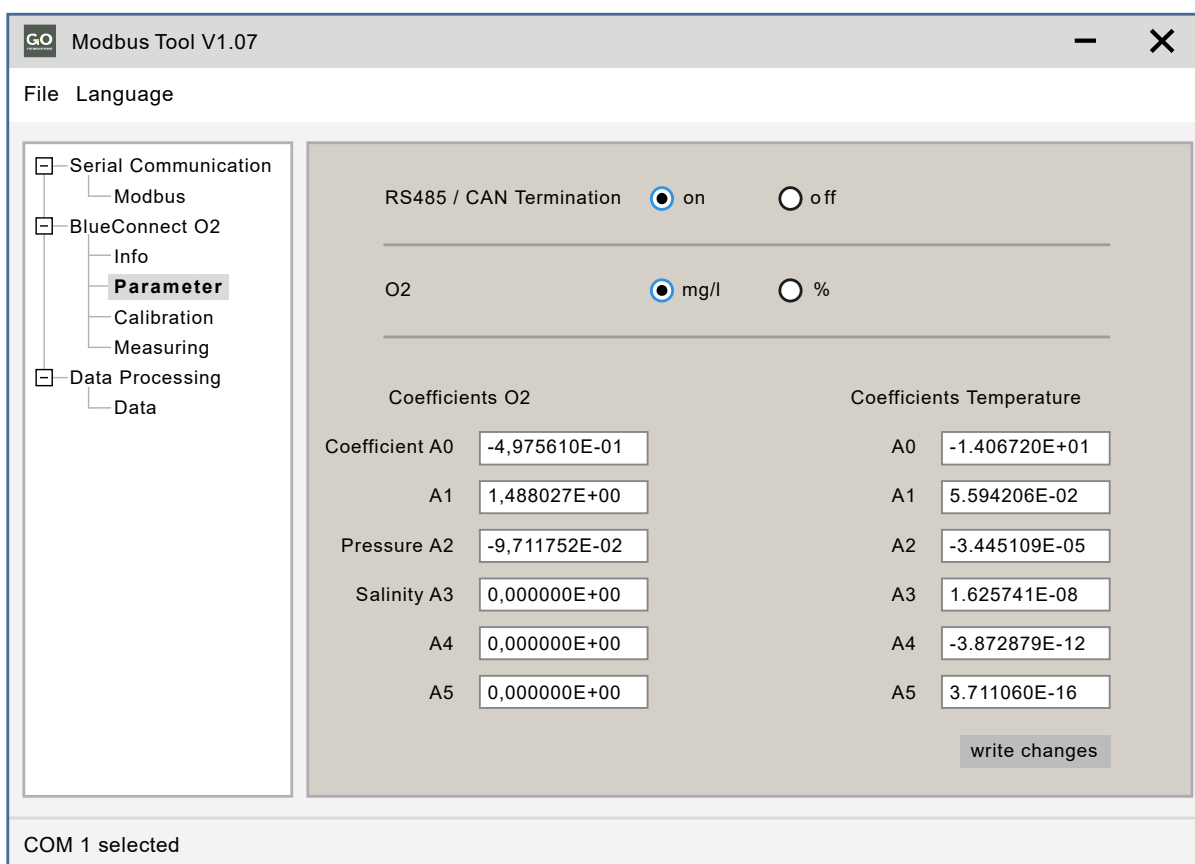 GO
Modbus Tool V1.07
File Language
Serial Communication
Modbus
BlueConnect O2
Info
Parameter
Calibration
Measuring
Data Processing
Data
RS485 / CAN Termination on off
O2 mg/l %
Coefficients O2 Coefficients Temperature
Coefficient A0 -4,975610E-01 A0 -1.406720E+01
A1 1,488027E+00 A1 5.594206E-02
Pressure A2 -9,711752E-02 A2 -3.445109E-05
Salinity A3 0,000000E+00 A3 1.625741E-08
A4 0,000000E+00 A4 -3.872879E-12
A5 0,000000E+00 A5 3.711060E-16
write changes
COM 1 selected